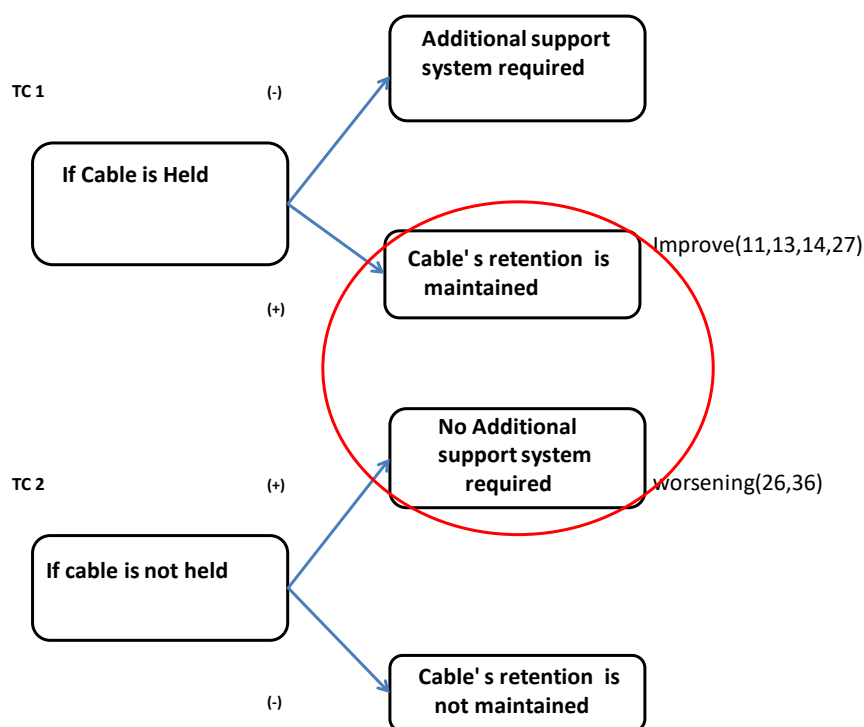 Additional support
system required
TC 1
(-)
If Cable is Held
Improve(11,13,14,27)
Cable' s retention is
maintained
(+)
No Additional
support system
required
TC 2
(+)
worsening(26,36)
If cable is not held
Cable' s retention is
not maintained
(-)